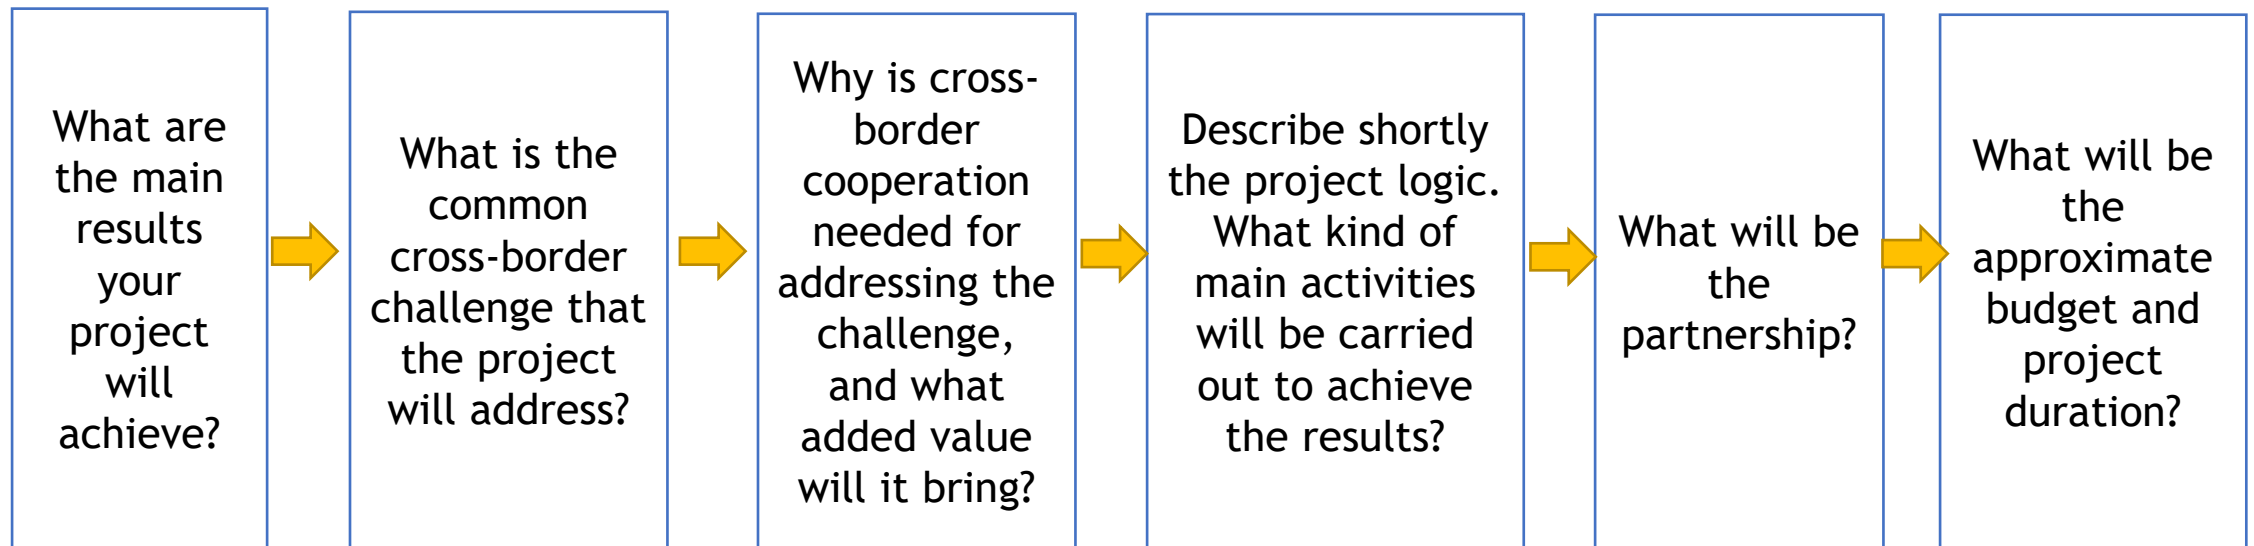 What are
the main
results
your
project
will
achieve?
What is the
common
cross-border
challenge that
the project
will address?
Why is cross-
border
cooperation
needed for
addressing the
challenge,
and what
added value
will it bring?
Describe shortly
the project logic.
What kind of
main activities
will be carried
out to achieve
the results?
What will be
the
partnership?
What will be
the
approximate
budget and
project
duration?